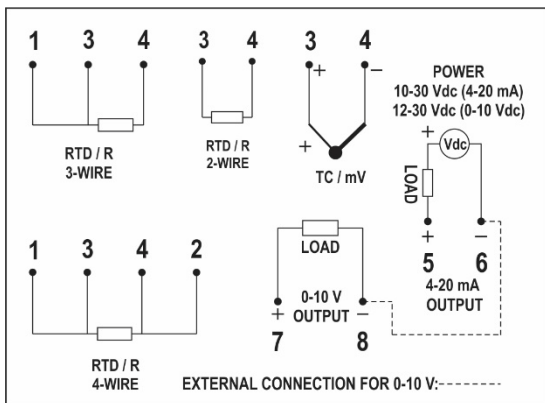 1 3 4
RTD / R
3-WIRE
3 4
RTD / R
2-WIRE
3 4
+ −
+
TC / mV
POWER
10-30 Vdc (4-20 mA)
12-30 Vdc (0-10 Vdc)
+ −
Vdc
LOAD
+ −
5 6
4-20 mA
OUTPUT
1 3 4 2
RTD / R
4-WIRE
LOAD
0-10 V
+ OUTPUT −
7 8
EXTERNAL CONNECTION FOR 0-10 V: